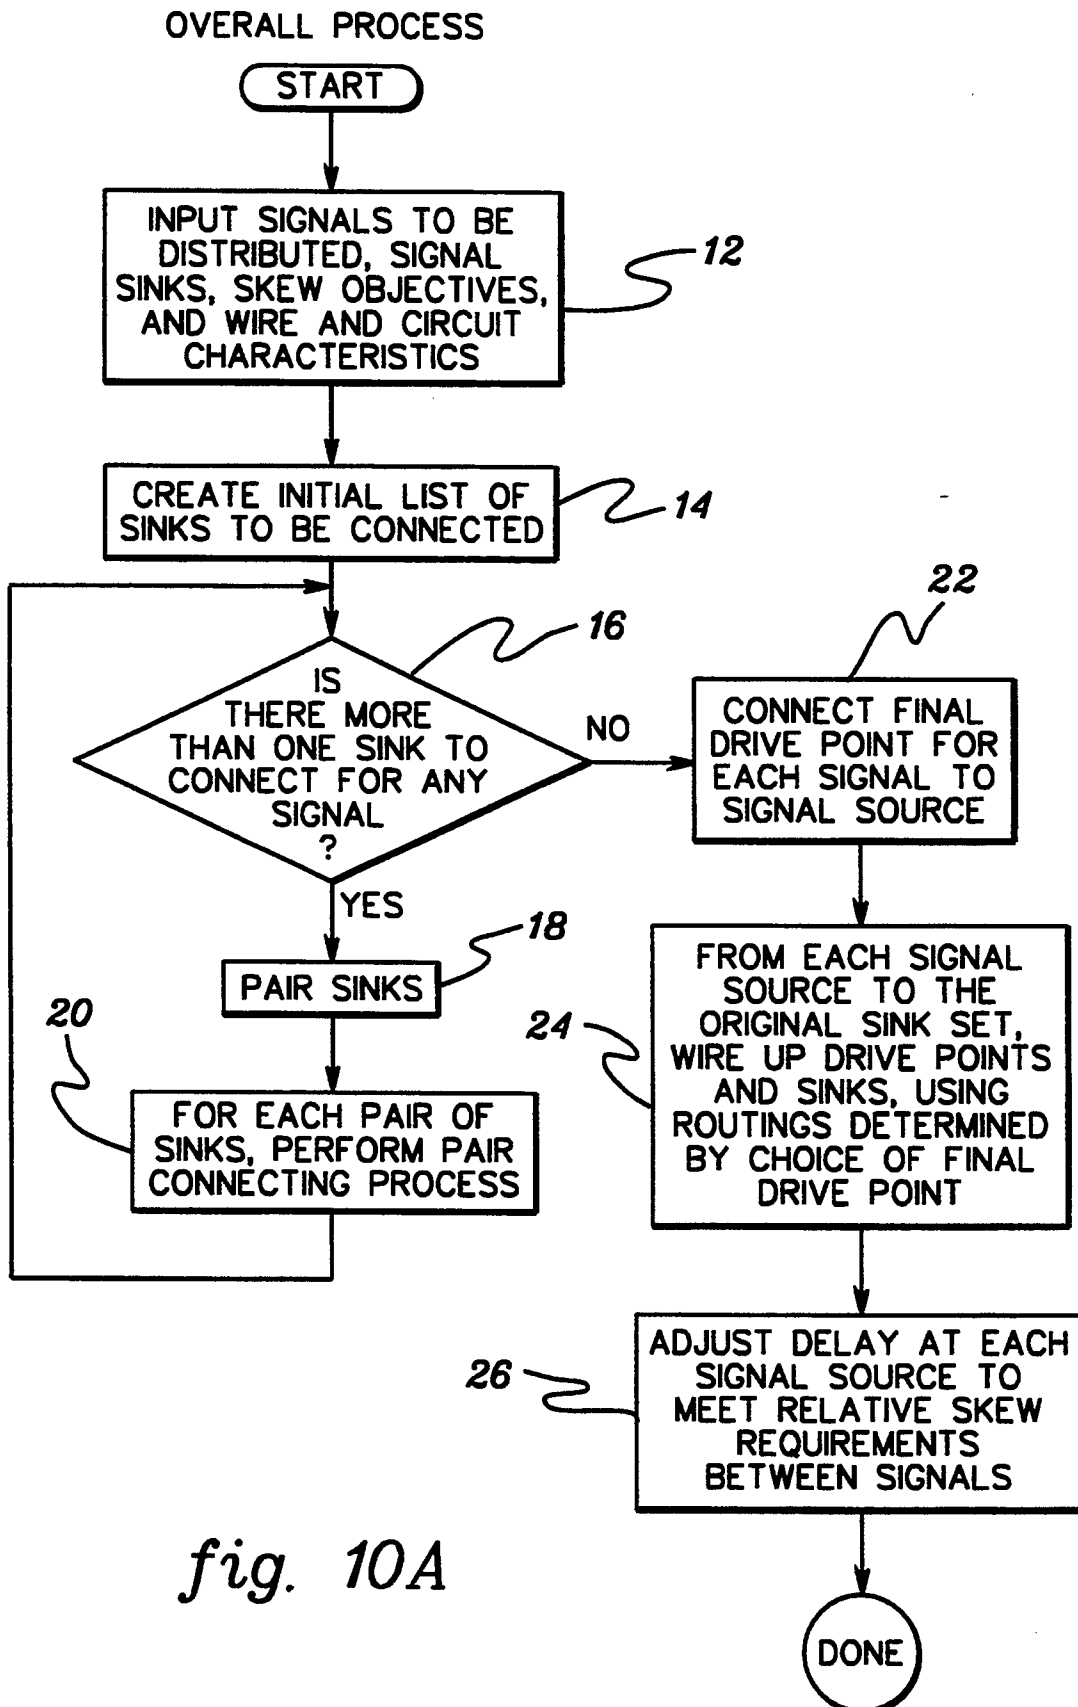 OVERALL PROCESS
START
INPUT SIGNALS TO BE
DISTRIBUTED, SIGNAL
SINKS, SKEW OBJECTIVES,
AND WIRE AND CIRCUIT
CHARACTERISTICS
12
CREATE INITIAL LIST OF
SINKS TO BE CONNECTED
14
IS
THERE MORE
THAN ONE SINK TO
CONNECT FOR ANY
SIGNAL
?
16
NO
YES
PAIR SINKS
18
20
FOR EACH PAIR OF
SINKS, PERFORM PAIR
CONNECTING PROCESS
22
CONNECT FINAL
DRIVE POINT FOR
EACH SIGNAL TO
SIGNAL SOURCE
24
FROM EACH SIGNAL
SOURCE TO THE
ORIGINAL SINK SET,
WIRE UP DRIVE POINTS
AND SINKS, USING
ROUTINGS DETERMINED
BY CHOICE OF FINAL
DRIVE POINT
26
ADJUST DELAY AT EACH
SIGNAL SOURCE TO
MEET RELATIVE SKEW
REQUIREMENTS
BETWEEN SIGNALS
DONE
fig. 10A